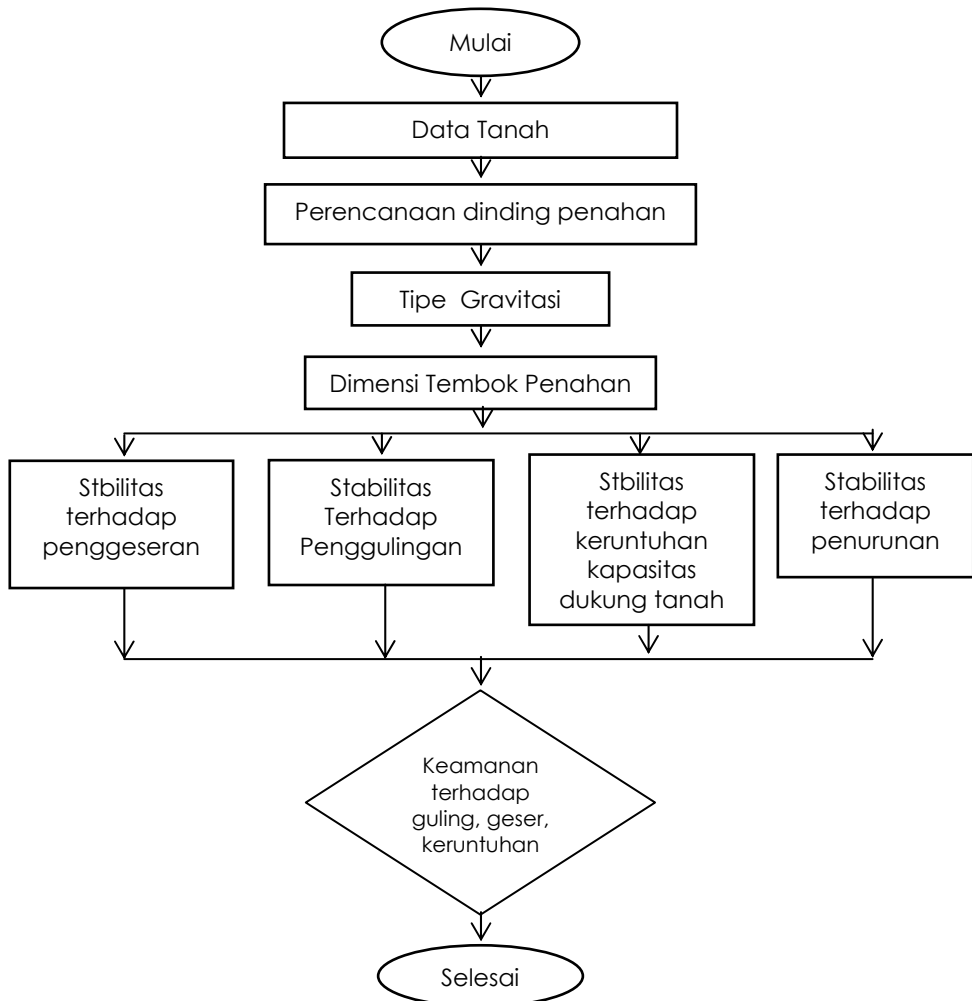 Mulai
Data Tanah
Perencanaan dinding penahan
Tipe Gravitasi
Dimensi Tembok Penahan
Stbilitas
terhadap
penggeseran
Stabilitas
Terhadap
Penggulingan
Stbilitas
terhadap
keruntuhan
kapasitas
dukung tanah
Stabilitas
terhadap
penurunan
Keamanan
terhadap
guling, geser,
keruntuhan
Selesai